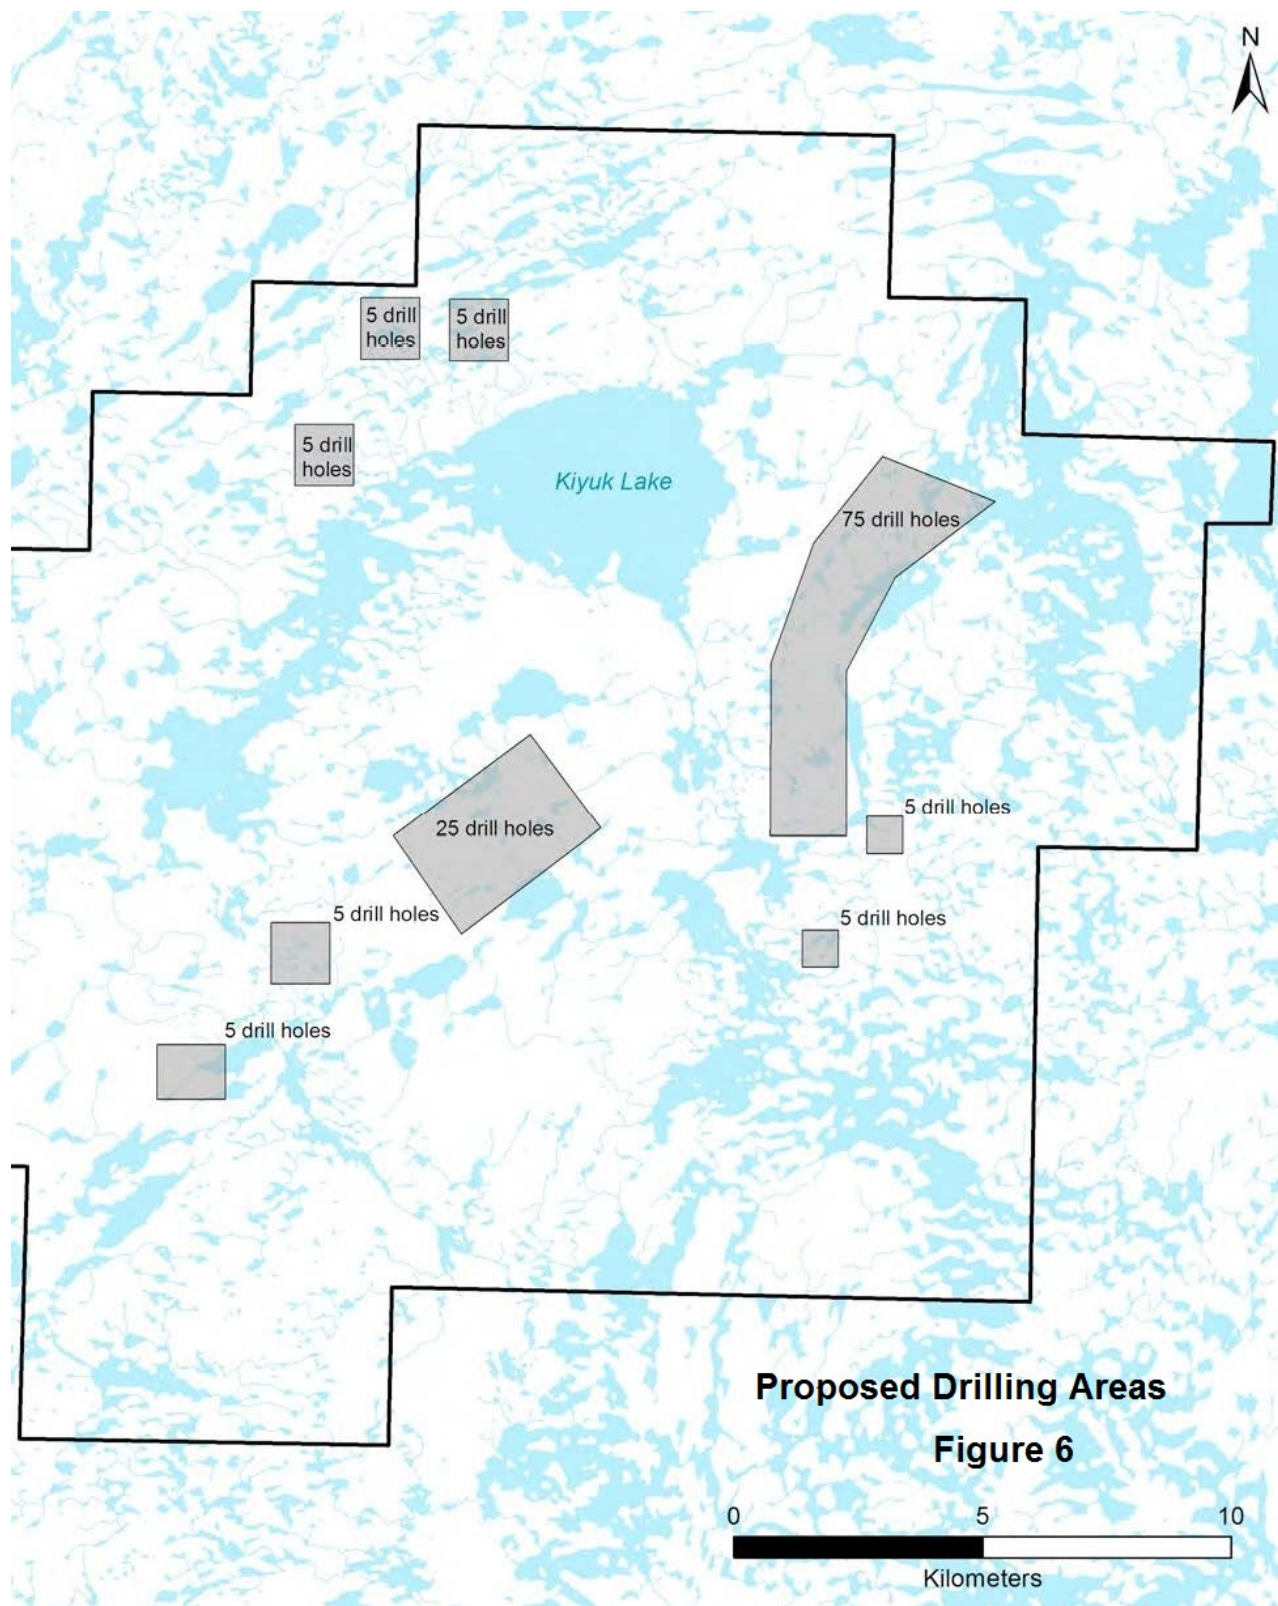 N
5 drill
holes
5 drill
holes
5 drill
holes
Kiyuk Lake
75 drill holes
5 drill holes
25 drill holes
5 drill holes
5 drill holes
5 drill holes
Proposed Drilling Areas
Figure 6
0 5 10
Kilometers